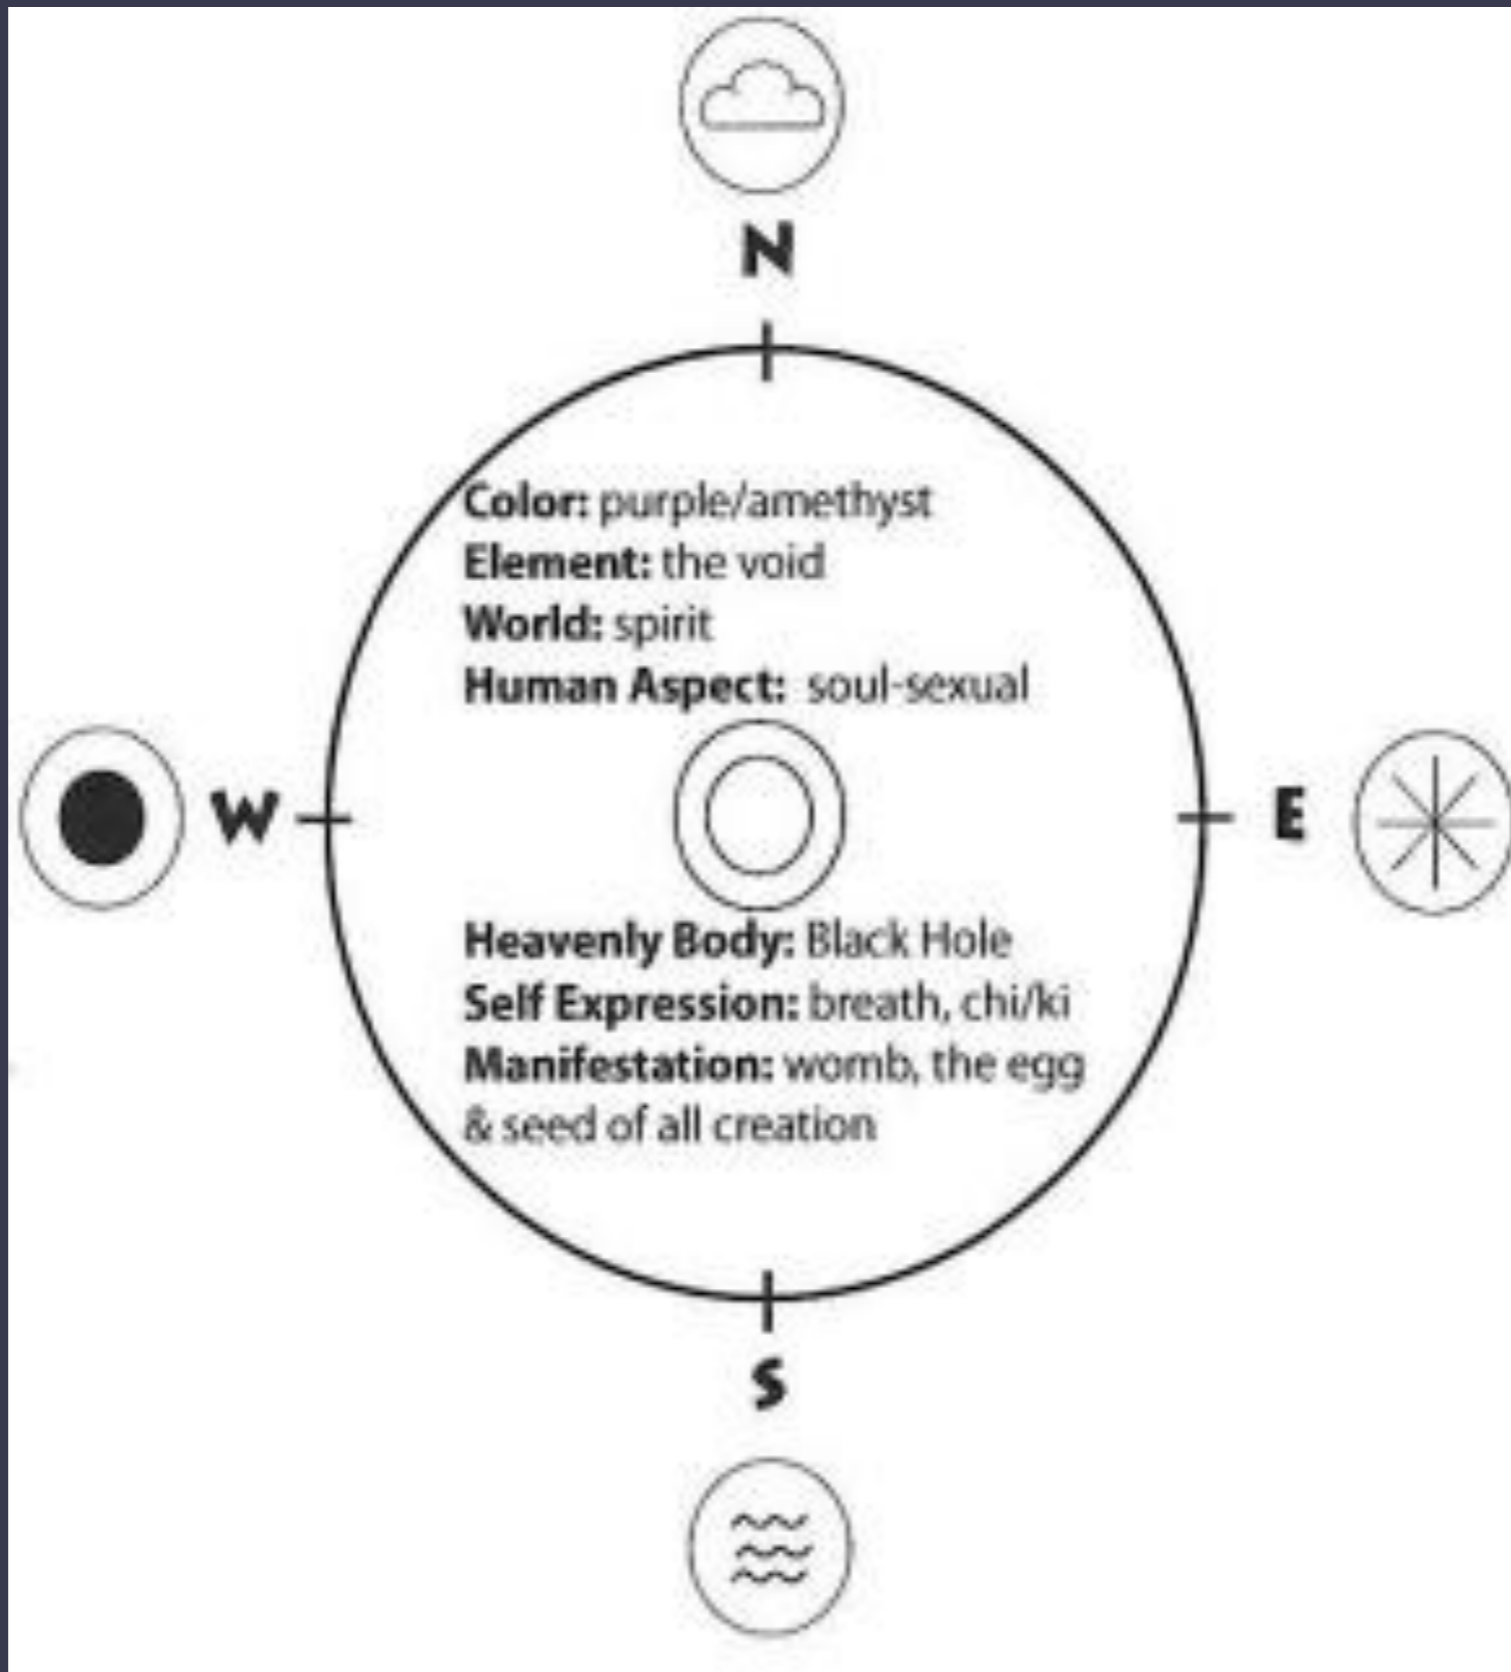 N
Color: purple/amethyst
Element: the void
World: spirit
Human Aspect: soul-sexual
W
E
Heavenly Body: Black Hole
Self Expression: breath, chi/ki
Manifestation: womb, the egg
& seed of all creation
S